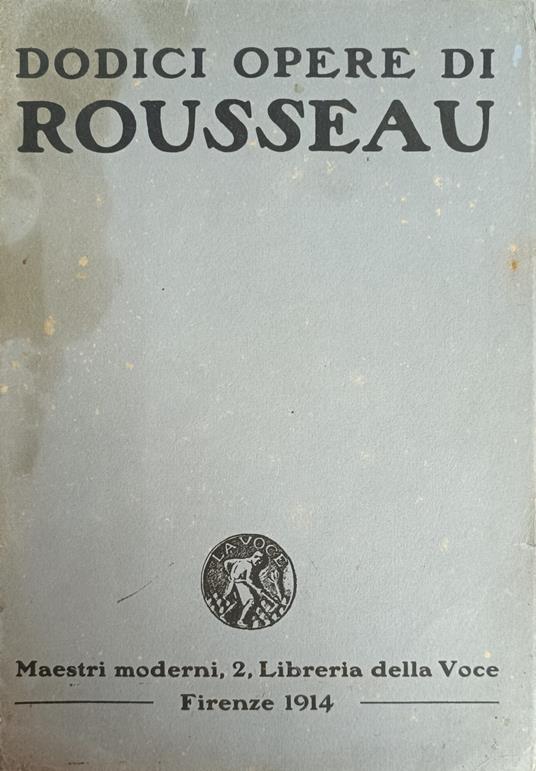 DODICI OPERE DI
ROUSSEAU
LA VOCE
Maestri moderni, 2, Libreria della Voce
Firenze 1914